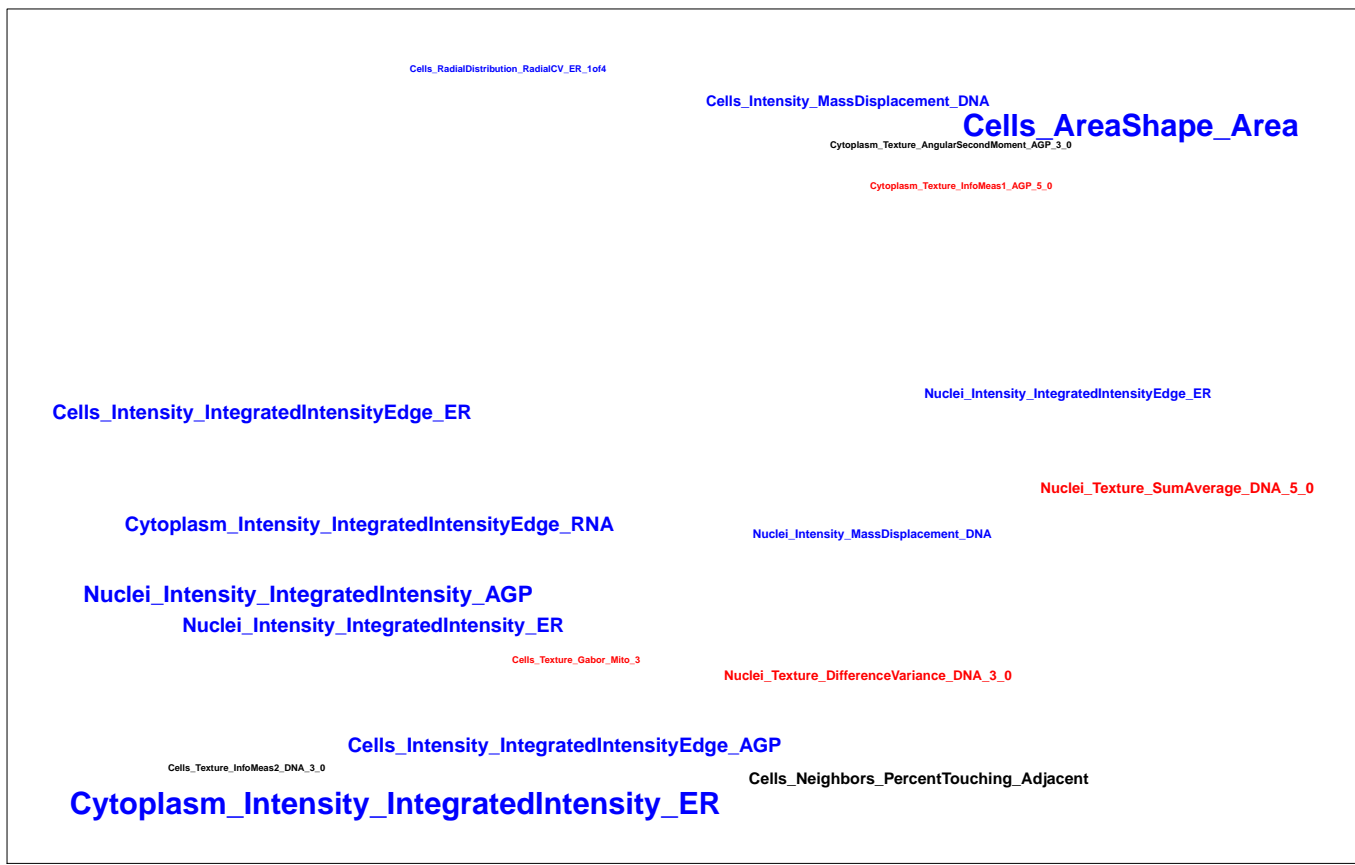 Cells_RadialDistribution_RadialCV_ER_1of4
Cells_Intensity_MassDisplacement_DNA
Cells_AreaShape_Area
Cytoplasm_Texture_AngularSecondMoment_AGP_3_0
Cytoplasm_Texture_InfoMeas1_AGP_5_0
Nuclei_Intensity_IntegratedIntensityEdge_ER
Cells_Intensity_IntegratedIntensityEdge_ER
Nuclei_Texture_SumAverage_DNA_5_0
Cytoplasm_Intensity_IntegratedIntensityEdge_RNA
Nuclei_Intensity_MassDisplacement_DNA
Nuclei_Intensity_IntegratedIntensity_AGP
Nuclei_Intensity_IntegratedIntensity_ER
Cells_Texture_Gabor_Mito_3
Nuclei_Texture_DifferenceVariance_DNA_3_0
Cells_Intensity_IntegratedIntensityEdge_AGP
Cells_Texture_InfoMeas2_DNA_3_0
Cells_Neighbors_PercentTouching_Adjacent
Cytoplasm_Intensity_IntegratedIntensity_ER